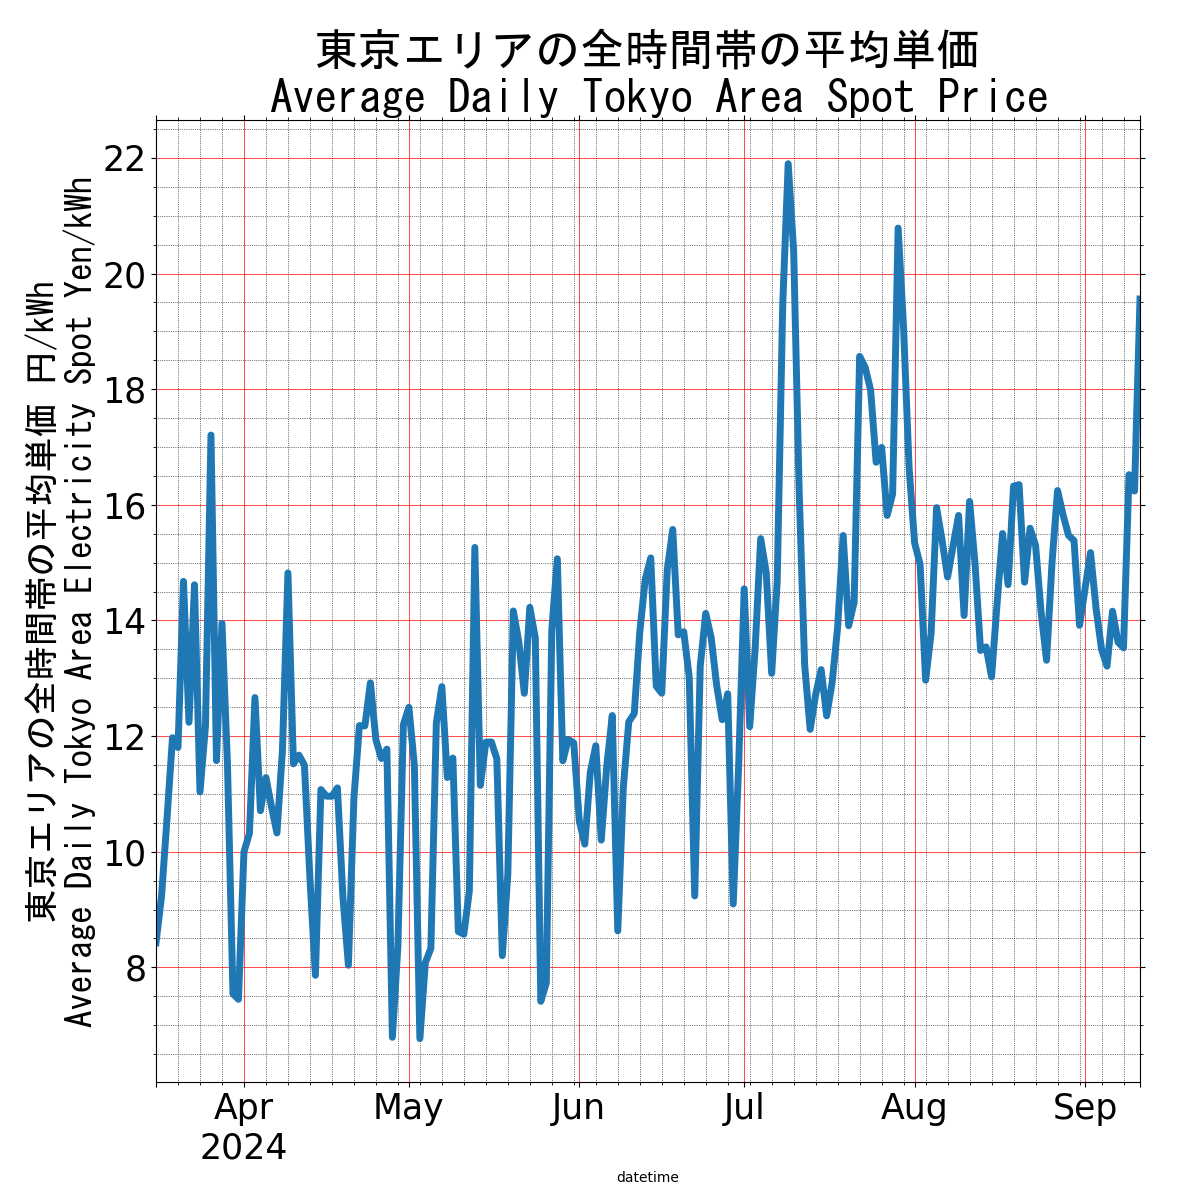 東京エリアの全時間帯の平均単価
Average Daily Tokyo Area Spot Price
東京エリアの全時間帯の平均単価 円/kWh
Average Daily Tokyo Area Electricity Spot Yen/kWh
22
20
18
16
14
12
10
8
Apr
2024
May
Jun
Jul
Aug
Sep
datetime